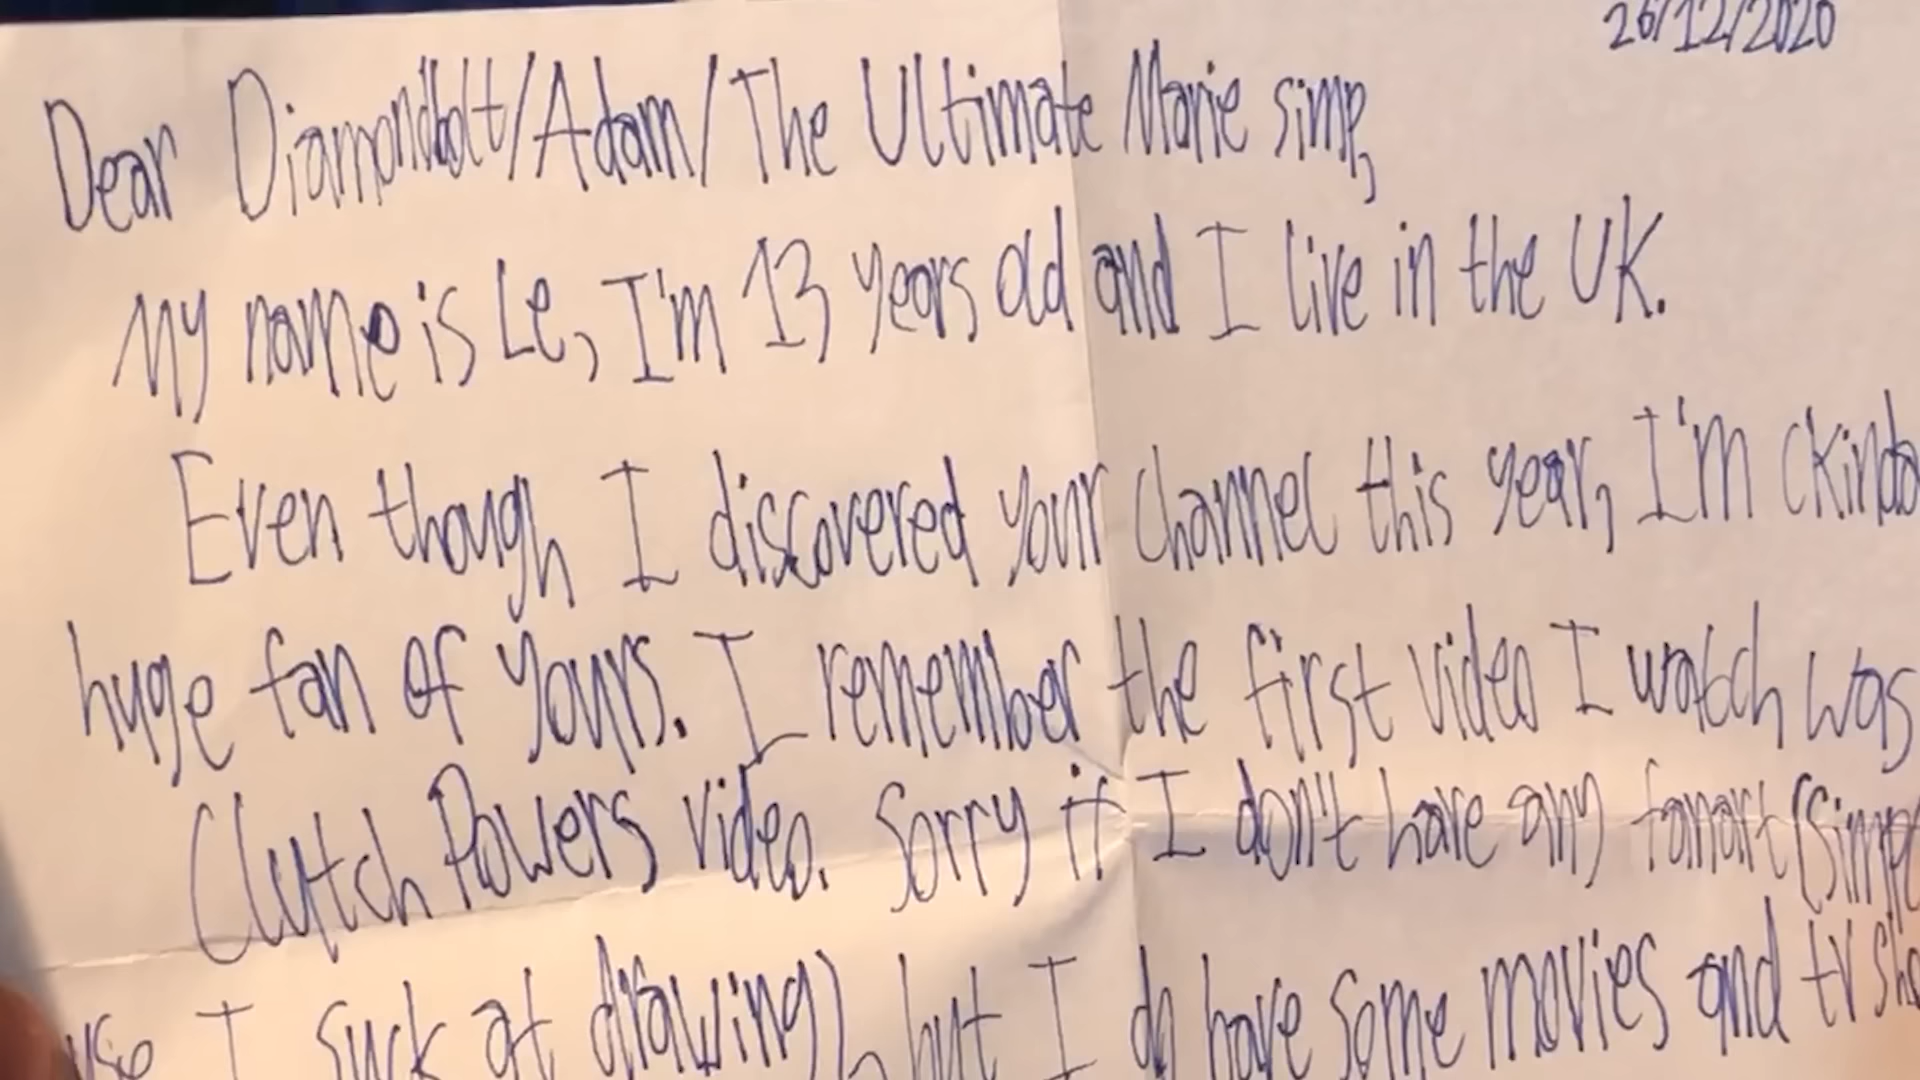 26/12/2020
Dear Diamondbolt/Adam/The Ultimate Marie simp,
My name is Le, I'm 13 years old and I live in the UK.
Even though I discovered your channel this year, I'm kinda
huge fan of yours. I remember the first video I watch was
Clutch Powers video. Sorry if I don't have any fanart (simp
I suck at drawing), but I do have some movies and tv